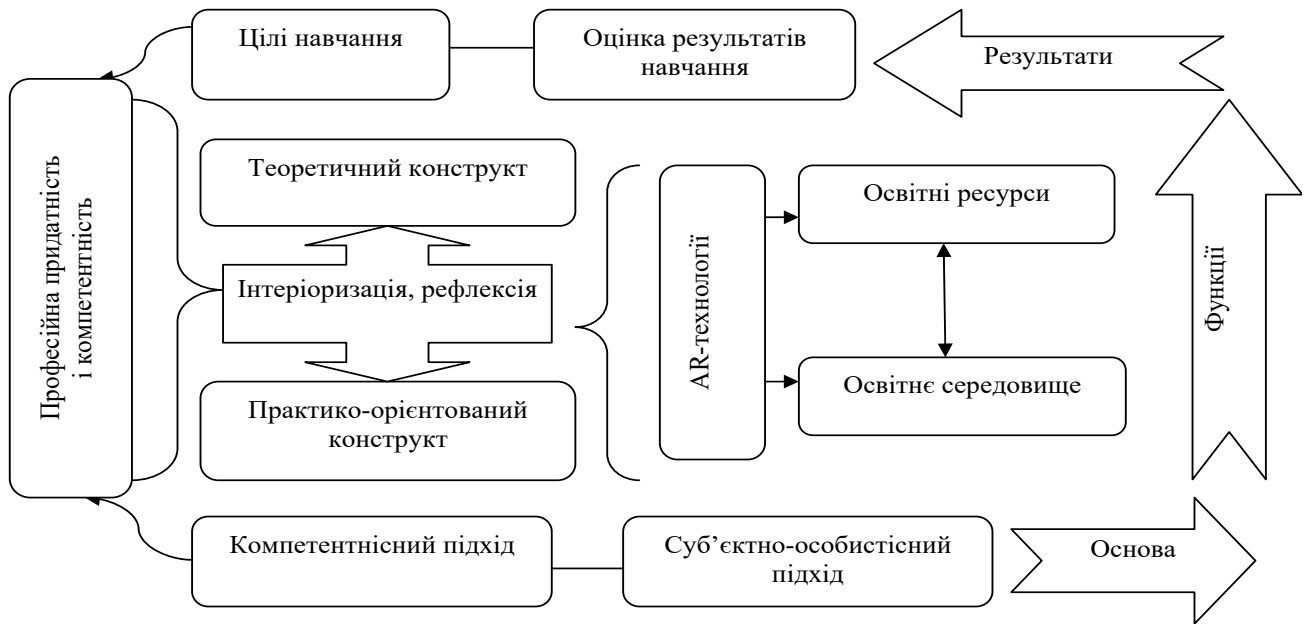 Цілі навчання
Оцінка результатів
навчання
Результати
Професійна придатність
і компетентність
Теоретичний конструкт
Інтеріоризація, рефлексія
Практико-орієнтований
конструкт
AR-технології
Освітні ресурси
Освітнє середовище
Функції
Компетентнісний підхід
Суб’єктно-особистісний
підхід
Основа